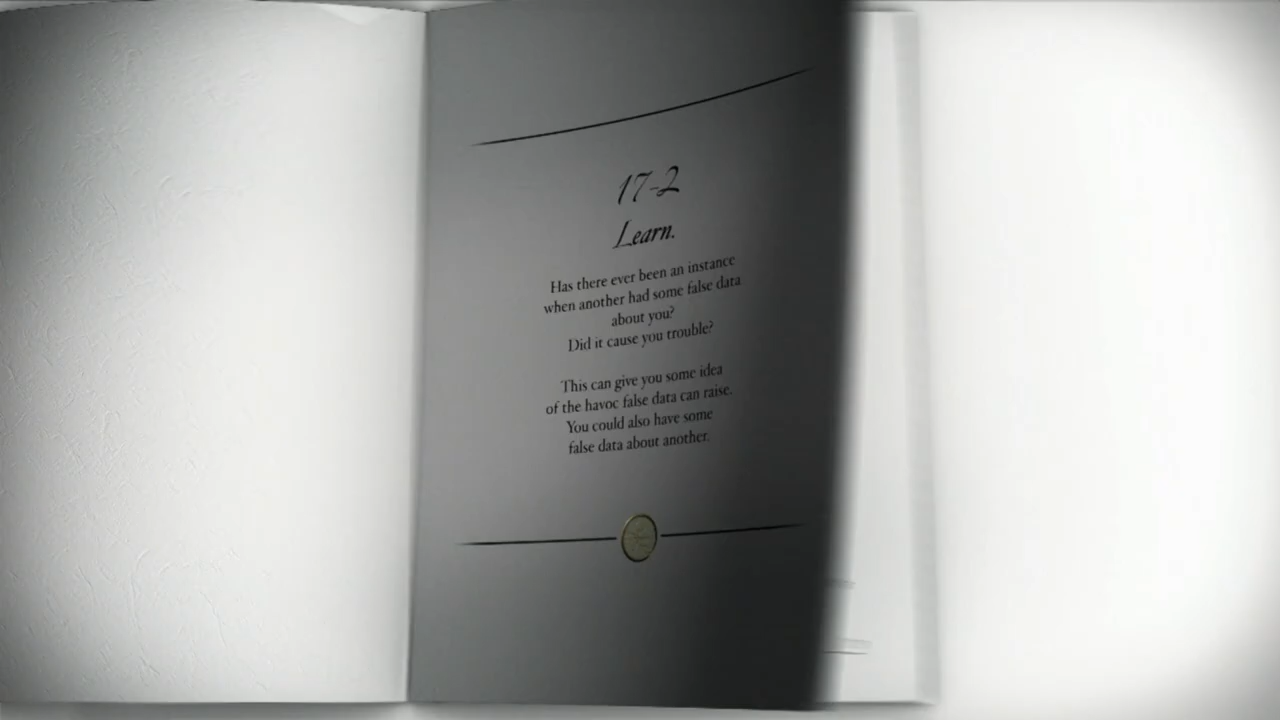 17-2
Learn.
Has there ever been an instance
when another had some false data
about you?
Did it cause you trouble?
This can give you some idea
of the havoc false data can raise.
You could also have some
false data about another.